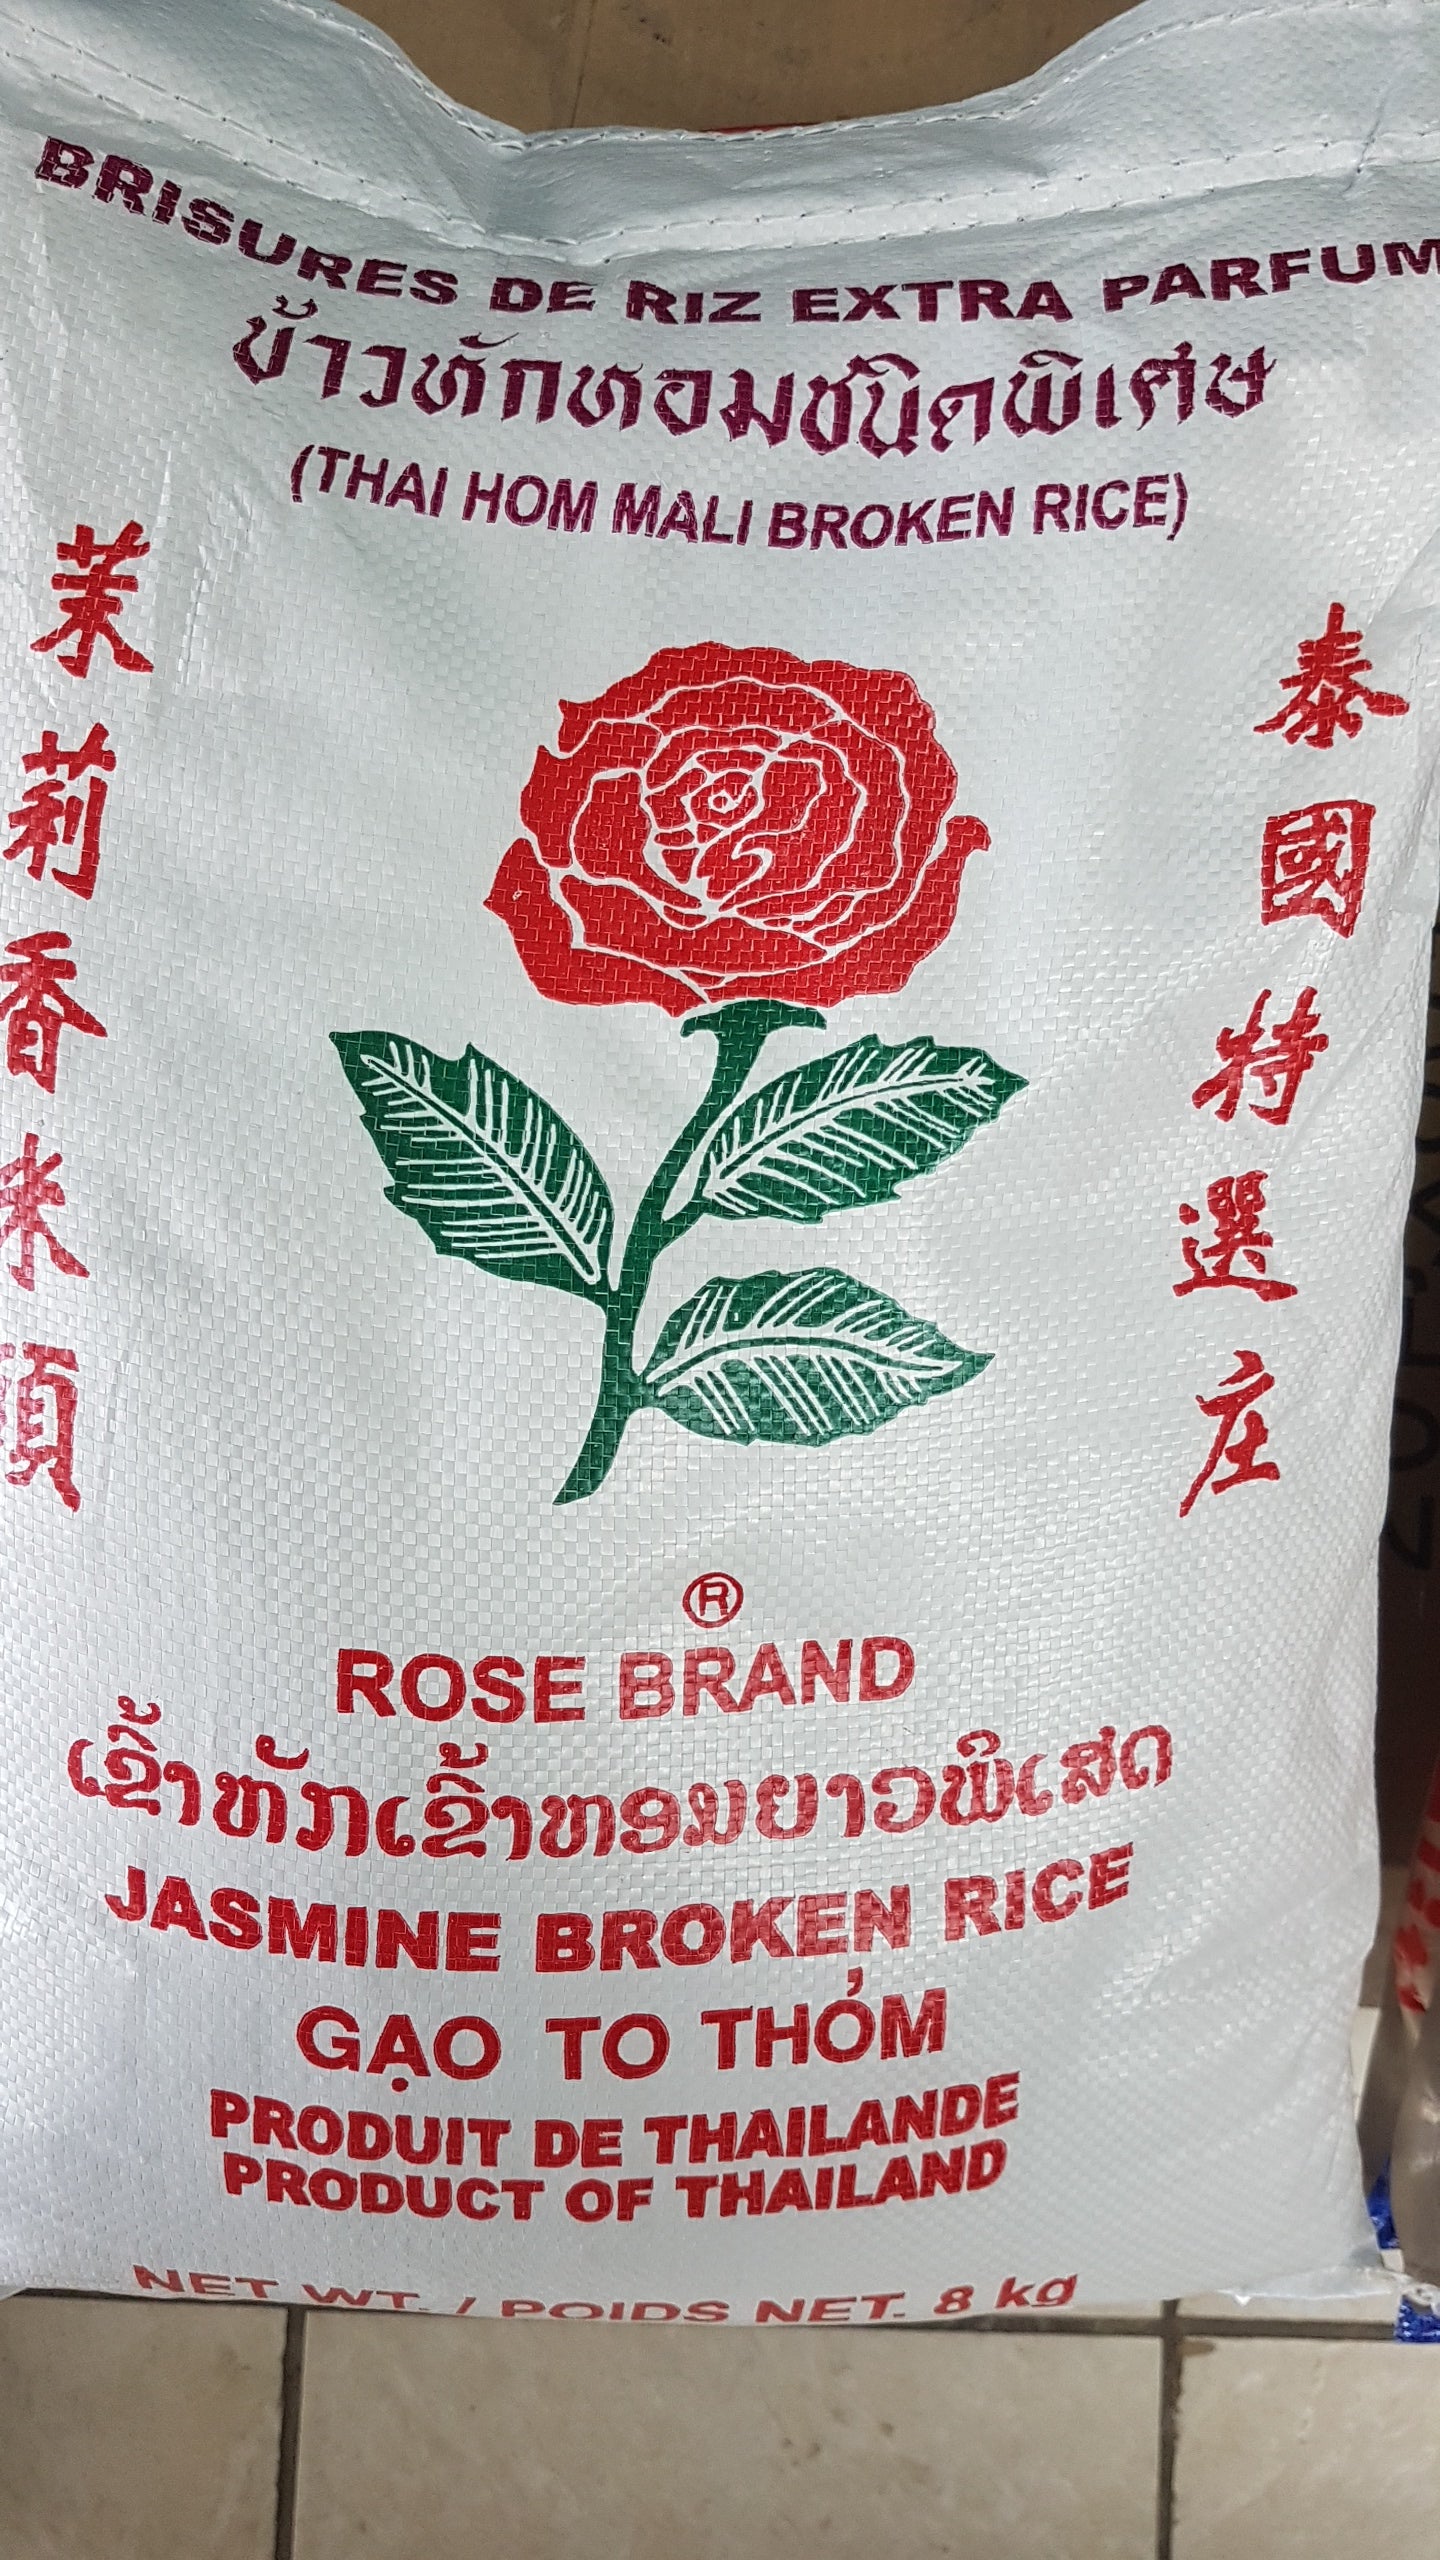 BRISURES DE RIZ EXTRA PARFUM
ข้าวหักหอมชนิดพิเศษ
(THAI HOM MALI BROKEN RICE)
茉莉香米頂
泰國特選庄
®
ROSE BRAND
ເຂົ້າຫັກເຂົ້າຫອມຍາວພິເສດ
JASMINE BROKEN RICE
GẠO TO THỎM
PRODUIT DE THAILANDE
PRODUCT OF THAILAND
NET WT. / POIDS NET. 8 kg